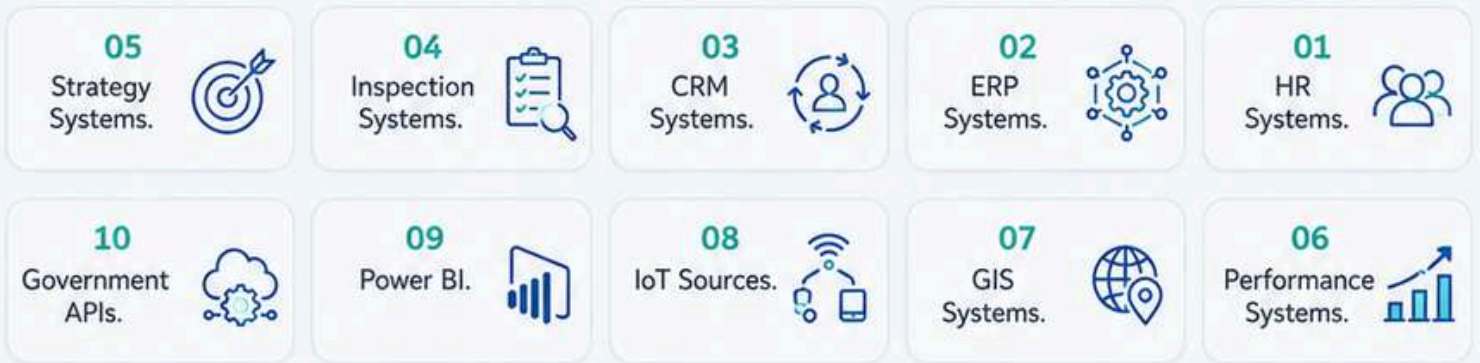 01
HR
Systems.
02
ERP
Systems.
03
CRM
Systems.
04
Inspection
Systems.
05
Strategy
Systems.
06
Performance
Systems.
07
GIS
Systems.
08
IoT Sources.
09
Power BI.
10
Government
APIs.